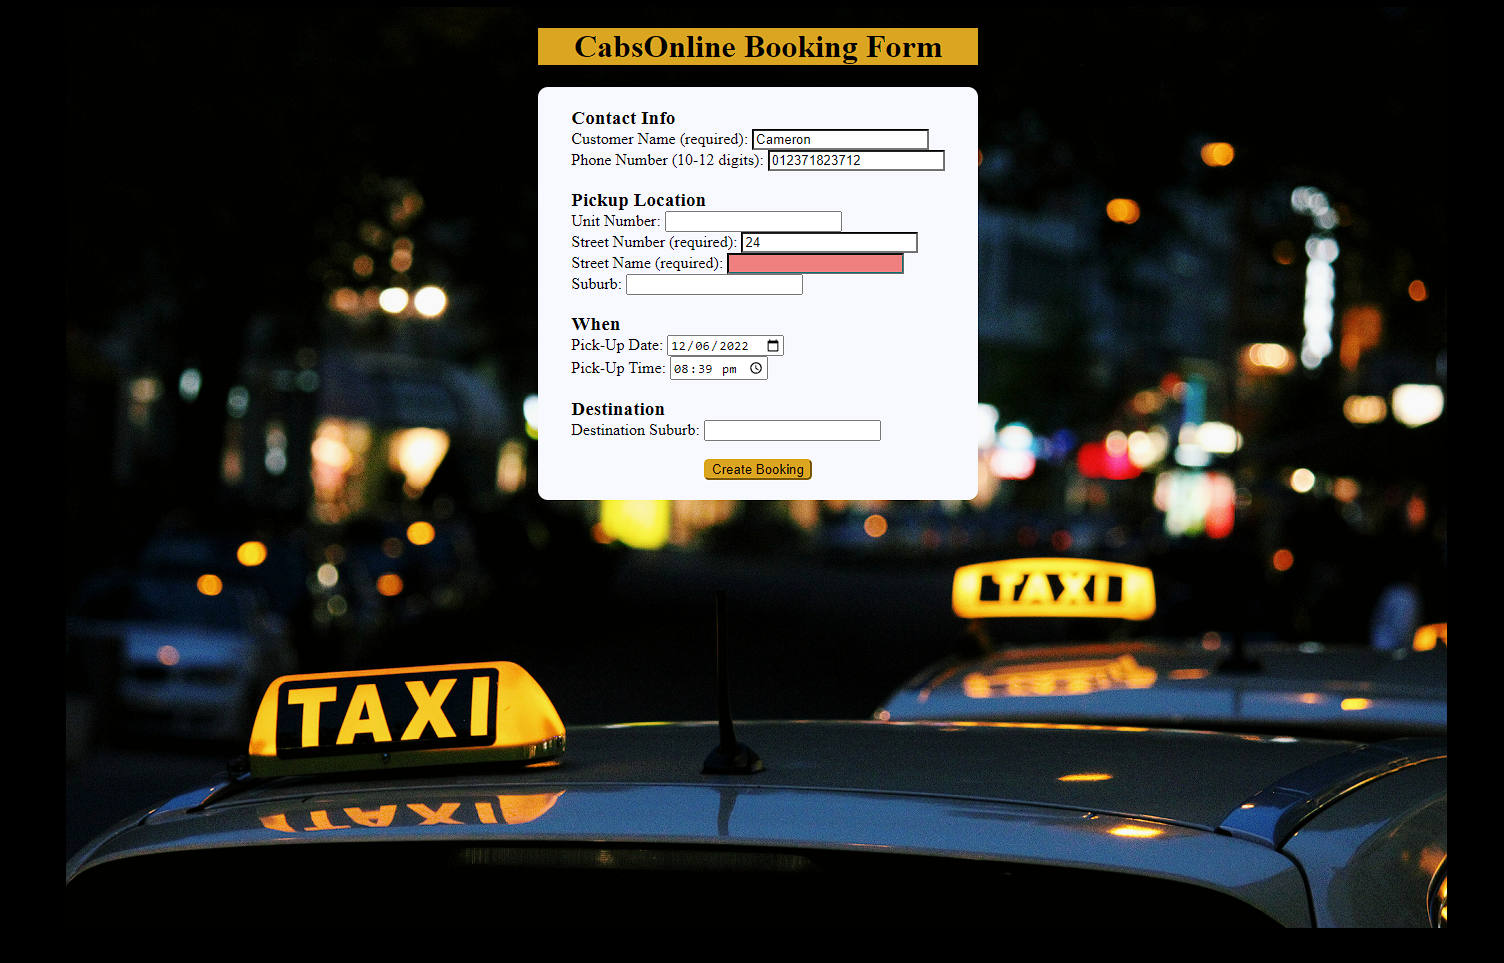 CabsOnline Booking Form
Contact Info
Customer Name (required): Cameron
Phone Number (10-12 digits): 012371823712
Pickup Location
Unit Number:
Street Number (required): 24
Street Name (required):
Suburb:
When
Pick-Up Date: 12/06/2022
Pick-Up Time: 08:39 pm
Destination
Destination Suburb:
Create Booking
TAXI
TAXI